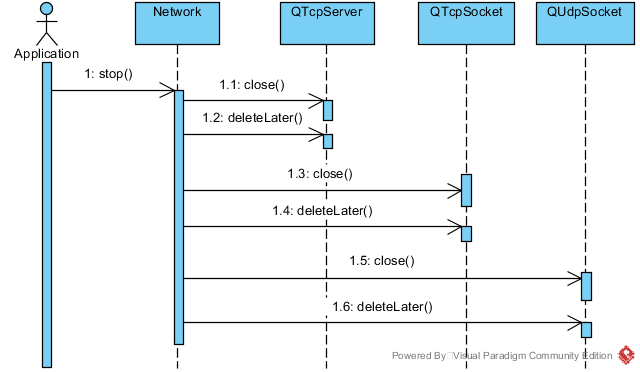 Network QTcpServer QTcpSocket QUdpSocket
Application
1: stop()
1.1: close()
1.2: deleteLater()
1.3: close()
1.4: deleteLater()
1.5: close()
1.6: deleteLater()
Powered By Visual Paradigm Community Edition